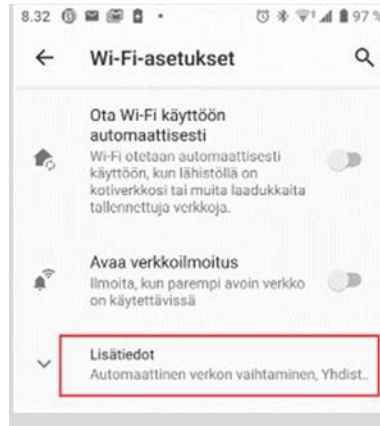 8.32 97 %
Wi-Fi-asetukset
Ota Wi-Fi käyttöön
automaattisesti
Wi-Fi otetaan automaattisesti
käyttöön, kun lähistöllä on
kotiverkkosi tai muita laadukkaita
tallennettuja verkkoja.
Avaa verkkoilmoitus
Ilmoita, kun parempi avoin verkko
on käytettävissä
Lisätiedot
Automaattinen verkon vaihtaminen, Yhdist..